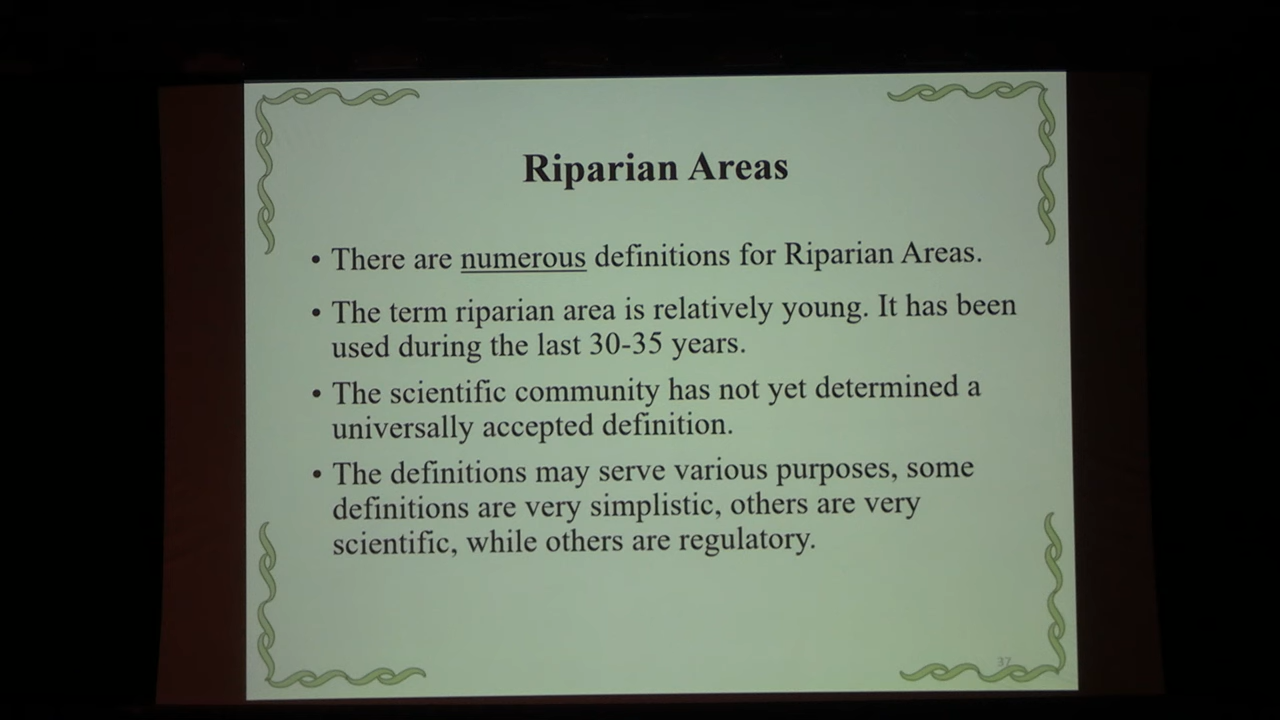 Riparian Areas
• There are numerous definitions for Riparian Areas.
• The term riparian area is relatively young. It has been
used during the last 30-35 years.
• The scientific community has not yet determined a
universally accepted definition.
• The definitions may serve various purposes, some
definitions are very simplistic, others are very
scientific, while others are regulatory.
37